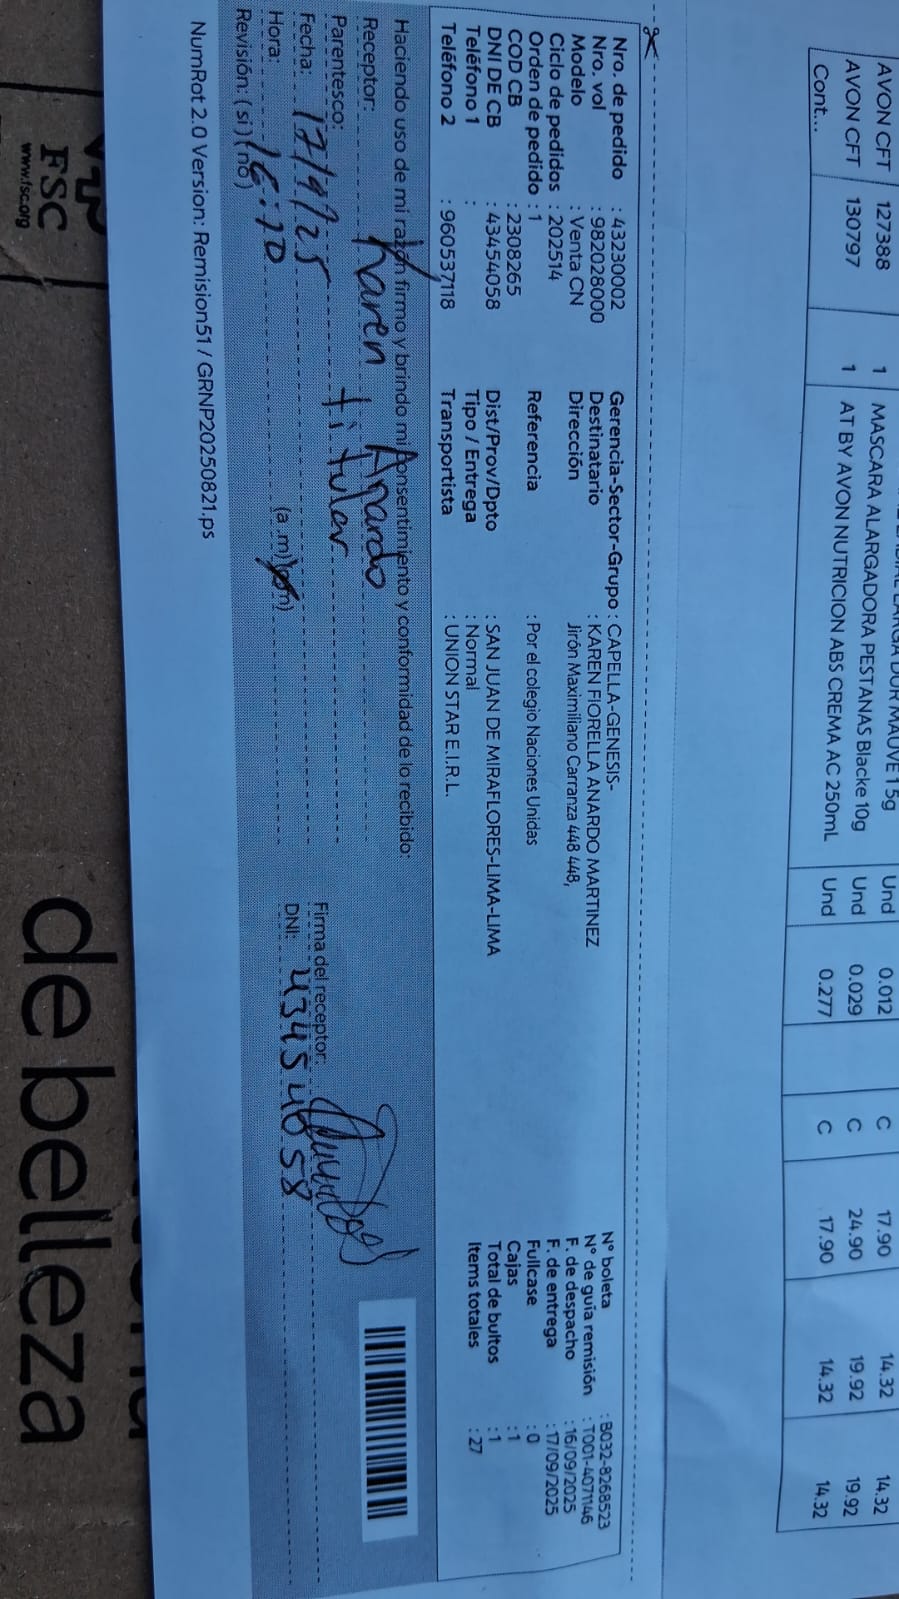 DUR MAUVE 15g Und 0.012 C 17.90 14.32 14.32
AVON CFT 127388 1 MASCARA ALARGADORA PESTANAS Blacke 10g Und 0.029 C 24.90 19.92 19.92
AVON CFT 130797 1 AT BY AVON NUTRICION ABS CREMA AC 250mL Und 0.277 C 17.90 14.32 14.32
Cont...
Nro. de pedido : 43230002 Gerencia-Sector-Grupo : CAPELLA-GENESIS- N° boleta : B032-8268523
Nro. vol : 982028000 Destinatario : KAREN FIORELLA ANARDO MARTINEZ N° de guía remisión : T001-4071146
Modelo : Venta CN Dirección Jirón Maximiliano Carranza 448 448, F. de despacho : 16/09/2025
Ciclo de pedidos : 202514 F. de entrega : 17/09/2025
Orden de pedido : 1 Referencia : Por el colegio Naciones Unidas Fullcase : 0
COD CB : 2308265 Cajas : 1
DNI DE CB : 43454058 Dist/Prov/Dpto : SAN JUAN DE MIRAFLORES-LIMA-LIMA Total de bultos : 1
Teléfono 1 : Tipo / Entrega : Normal Items totales : 27
Teléfono 2 : 960537118 Transportista : UNION STAR E.I.R.L.
Haciendo uso de mi razón firmo y brindo mi consentimiento y conformidad de lo recibido:
Receptor: Karen Anardo
Parentesco: titular Firma del receptor:
Fecha: 17/9/25 DNI: 43454058
Hora: 16:10 (a.m) (pm)
Revisión: (si) (no)
NumRot 2.0 Version: Remision51 / GRNP20250821.ps
FSC
www.fsc.org
de belleza